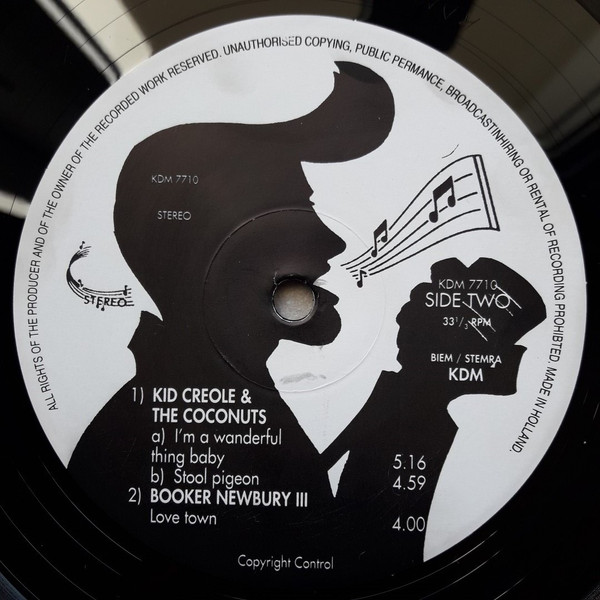 ALL RIGHTS OF THE PRODUCER AND OF THE OWNER OF THE RECORDED WORK RESERVED. UNAUTHORISED COPYING, PUBLIC PERMANCE, BROADCASTINHIRING OR RENTAL OF RECORDING PROHIBTED. MADE IN HOLLAND.
KDM 7710
STEREO
STEREO
KDM 7710
SIDE TWO
33 1/3 RPM
BIEM / STEMRA
KDM
1) KID CREOLE &
THE COCONUTS
a) I'm a wanderful
thing baby 5.16
b) Stool pigeon 4.59
2) BOOKER NEWBURY III
Love town 4.00
Copyright Control